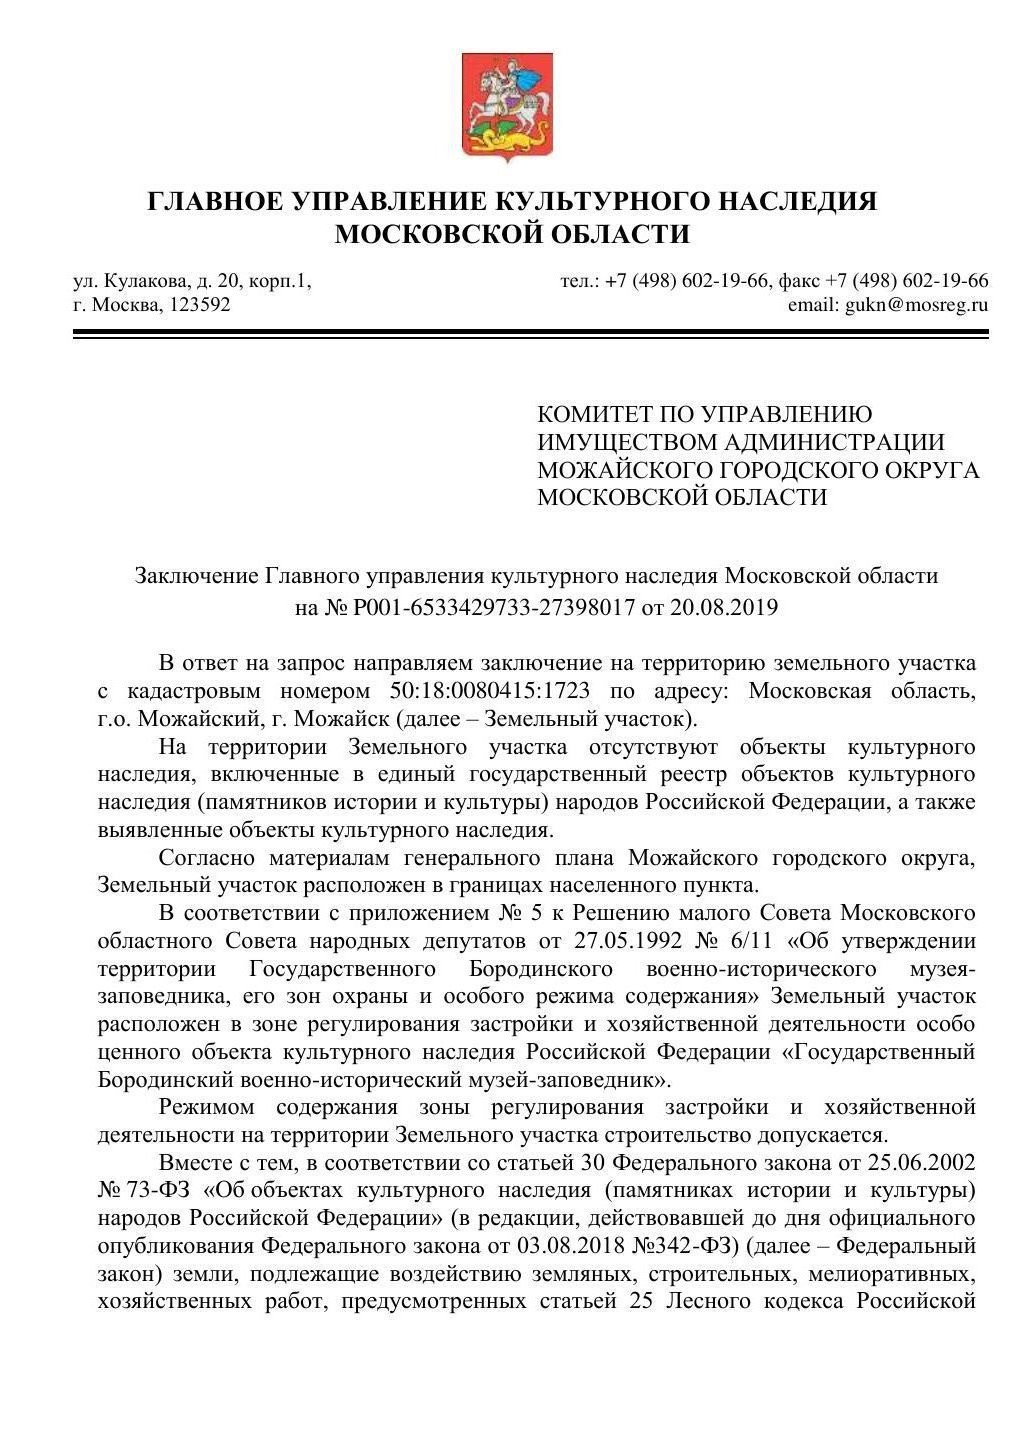 ГЛАВНОЕ УПРАВЛЕНИЕ КУЛЬТУРНОГО НАСЛЕДИЯ
МОСКОВСКОЙ ОБЛАСТИ
ул. Кулакова, д. 20, корп.1,
г. Москва, 123592
тел.: +7 (498) 602-19-66, факс +7 (498) 602-19-66
email: gukn@mosreg.ru
КОМИТЕТ ПО УПРАВЛЕНИЮ
ИМУЩЕСТВОМ АДМИНИСТРАЦИИ
МОЖАЙСКОГО ГОРОДСКОГО ОКРУГА
МОСКОВСКОЙ ОБЛАСТИ
Заключение Главного управления культурного наследия Московской области
на № Р001-6533429733-27398017 от 20.08.2019
В ответ на запрос направляем заключение на территорию земельного участка
с кадастровым номером 50:18:0080415:1723 по адресу: Московская область,
г.о. Можайский, г. Можайск (далее – Земельный участок).
На территории Земельного участка отсутствуют объекты культурного
наследия, включенные в единый государственный реестр объектов культурного
наследия (памятников истории и культуры) народов Российской Федерации, а также
выявленные объекты культурного наследия.
Согласно материалам генерального плана Можайского городского округа,
Земельный участок расположен в границах населенного пункта.
В соответствии с приложением № 5 к Решению малого Совета Московского
областного Совета народных депутатов от 27.05.1992 № 6/11 «Об утверждении
территории Государственного Бородинского военно-исторического музея-
заповедника, его зон охраны и особого режима содержания» Земельный участок
расположен в зоне регулирования застройки и хозяйственной деятельности особо
ценного объекта культурного наследия Российской Федерации «Государственный
Бородинский военно-исторический музей-заповедник».
Режимом содержания зоны регулирования застройки и хозяйственной
деятельности на территории Земельного участка строительство допускается.
Вместе с тем, в соответствии со статьей 30 Федерального закона от 25.06.2002
№ 73-ФЗ «Об объектах культурного наследия (памятниках истории и культуры)
народов Российской Федерации» (в редакции, действовавшей до дня официального
опубликования Федерального закона от 03.08.2018 №342-ФЗ) (далее – Федеральный
закон) земли, подлежащие воздействию земляных, строительных, мелиоративных,
хозяйственных работ, предусмотренных статьей 25 Лесного кодекса Российской